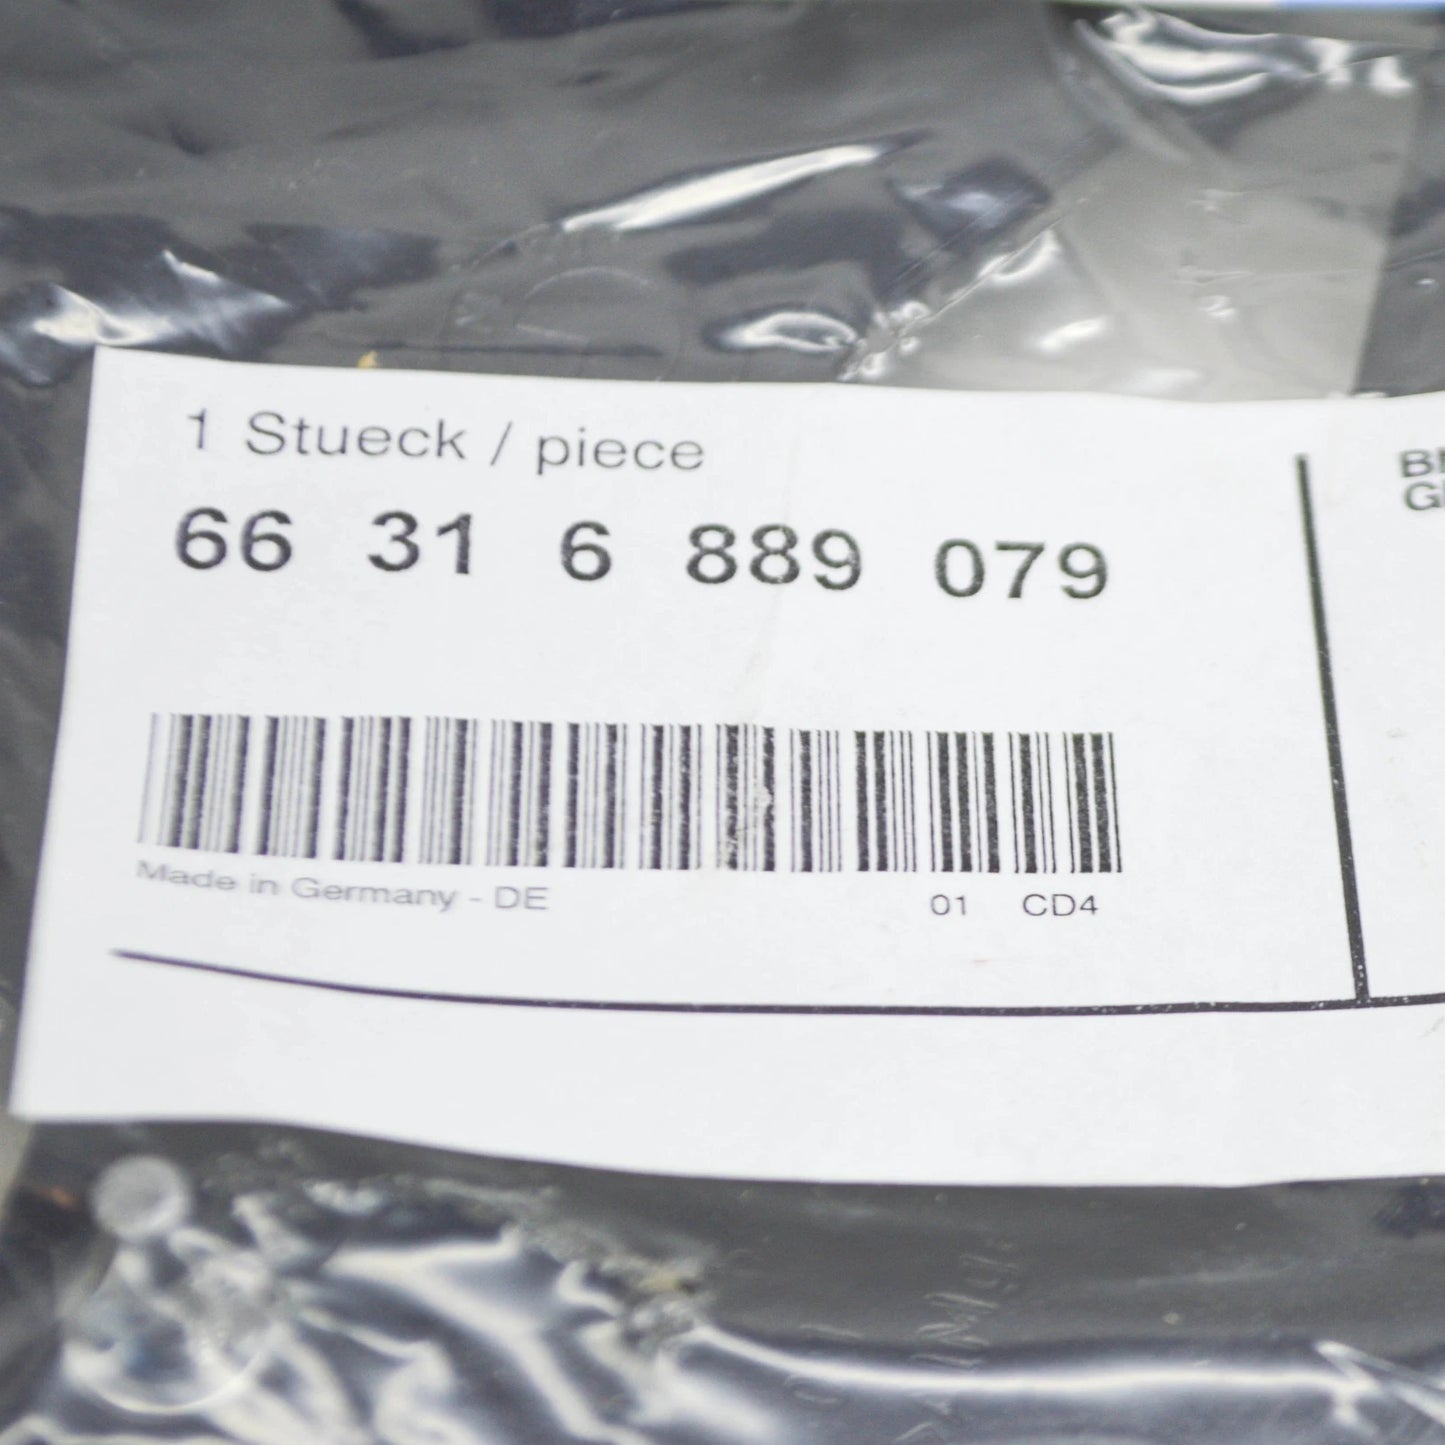 1 Stueck / piece
66 31 6 889 079
Made in Germany - DE 01 CD4